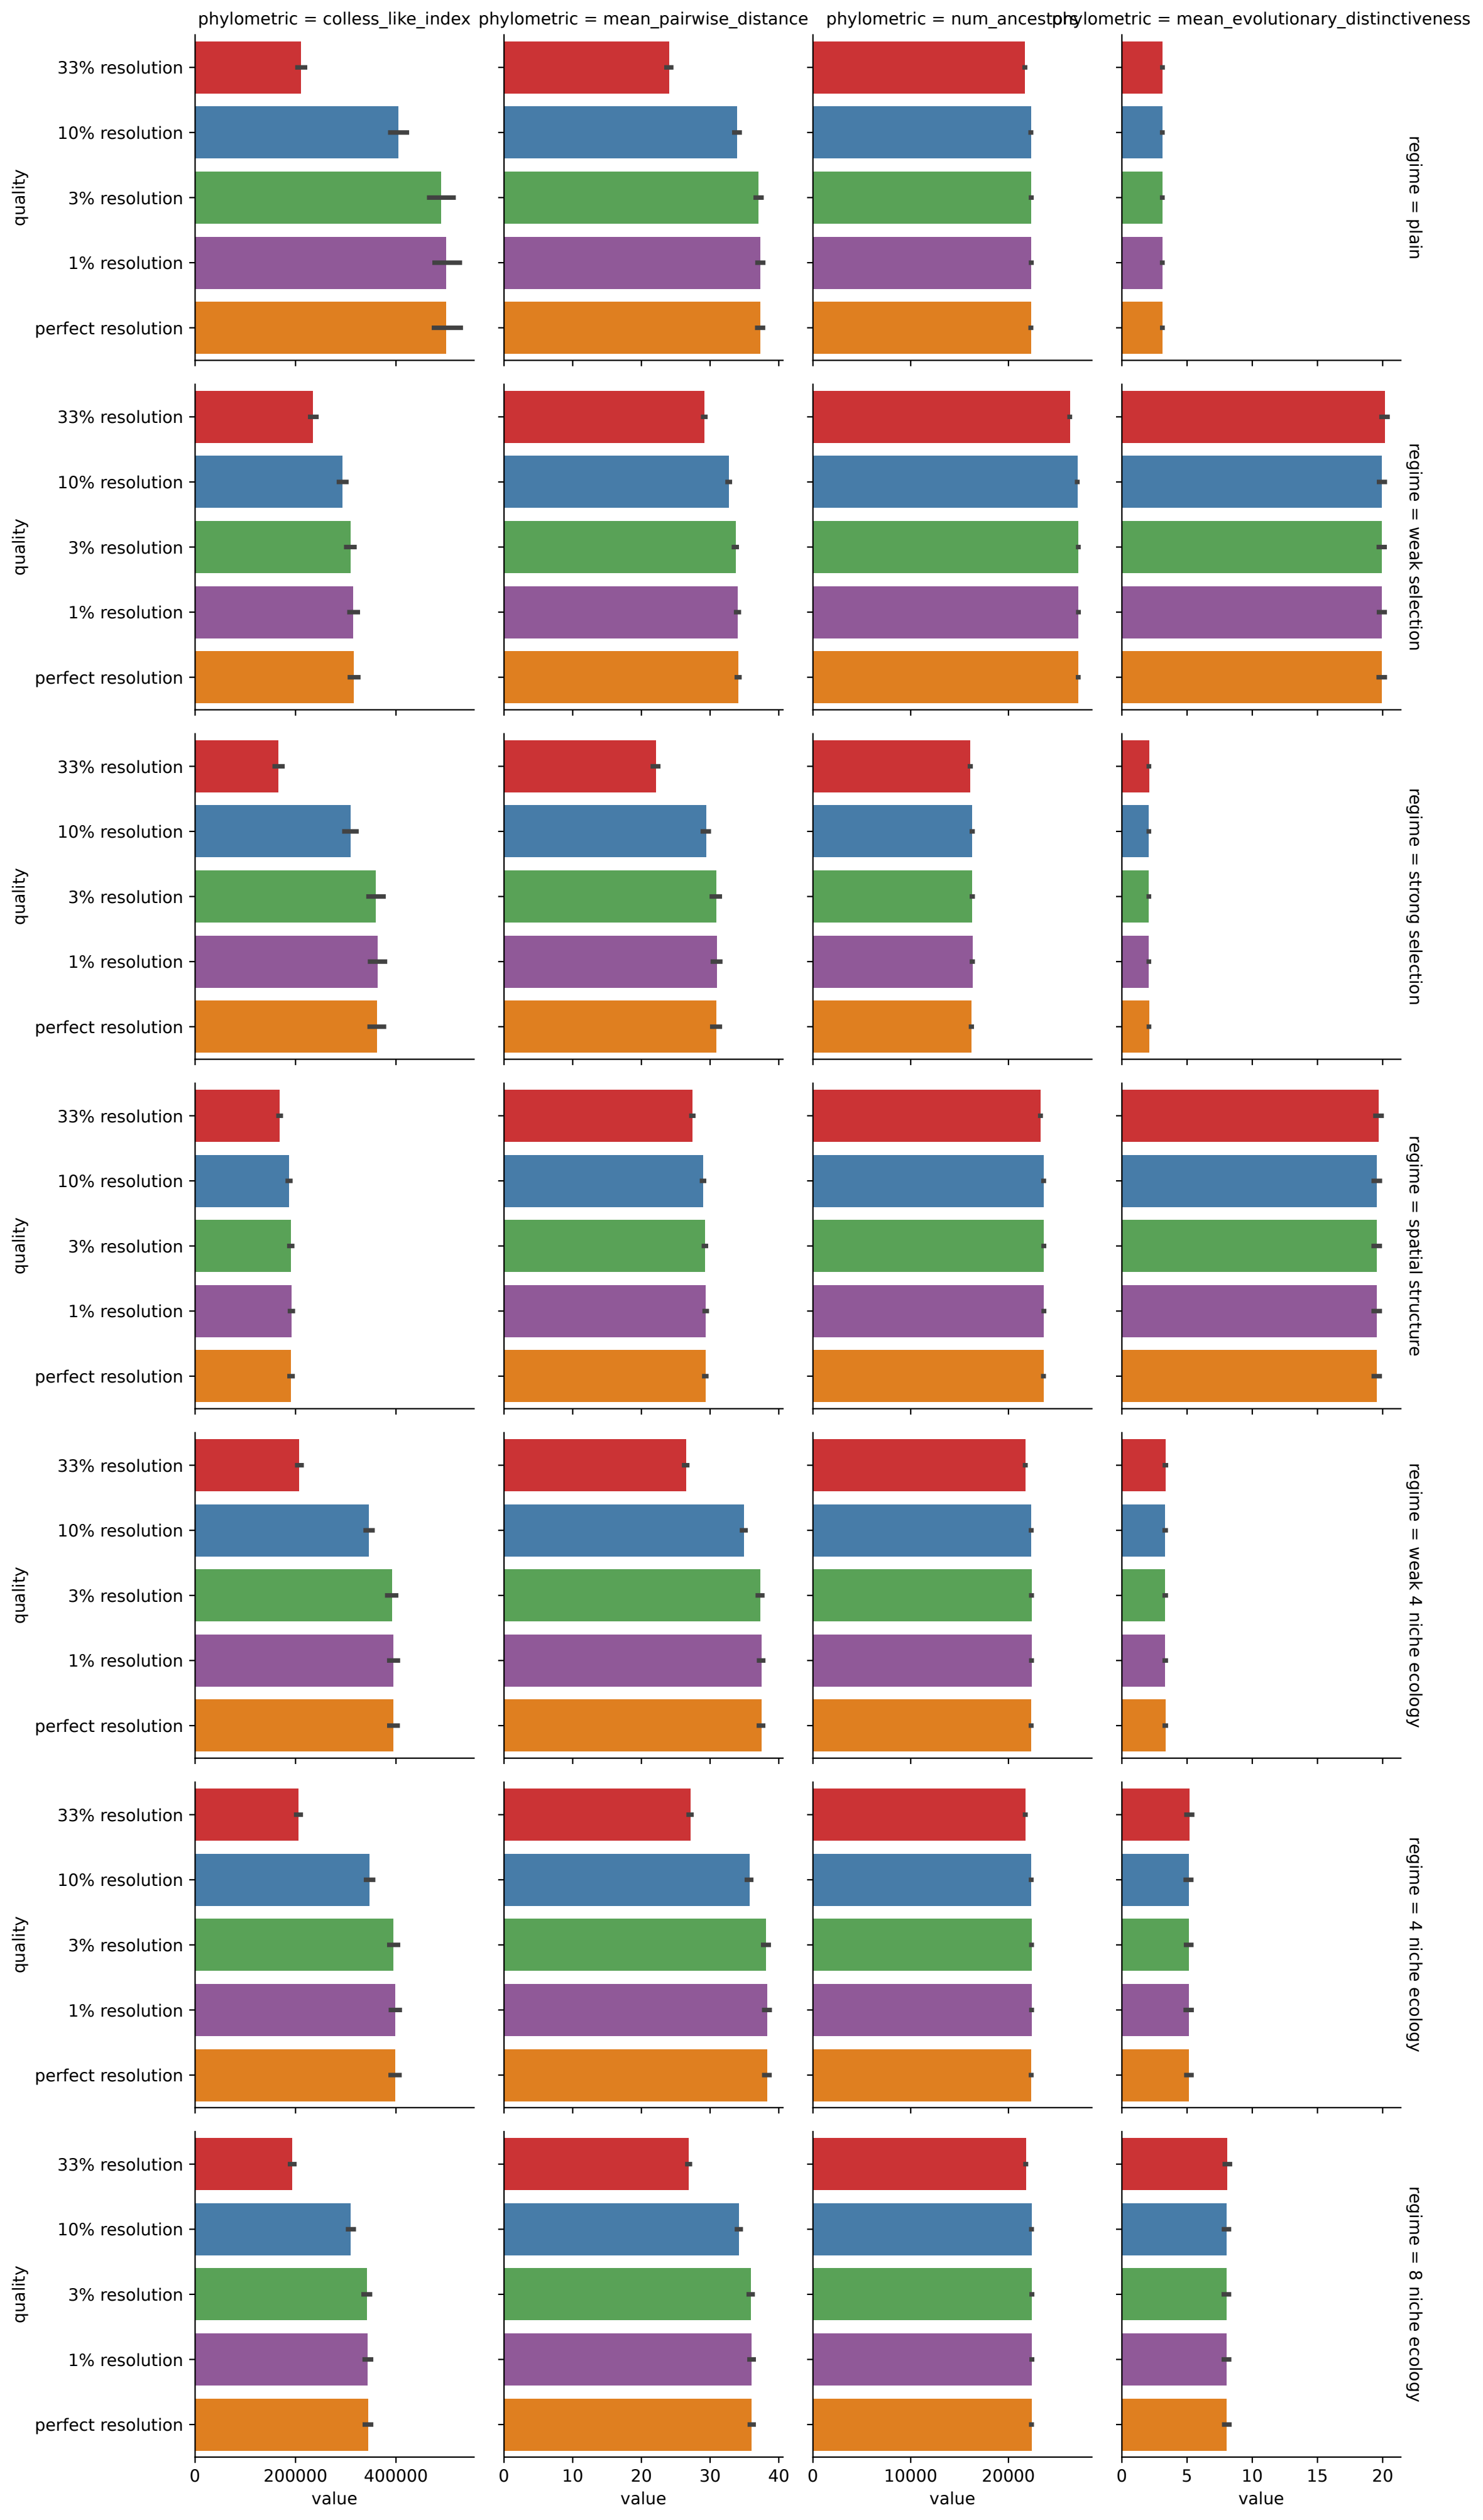 phylometric = colless_like_index
phylometric = mean_pairwise_distance
phylometric = num_ancestors
phylometric = mean_evolutionary_distinctiveness
quality
33% resolution
10% resolution
3% resolution
1% resolution
perfect resolution
regime = plain
quality
33% resolution
10% resolution
3% resolution
1% resolution
perfect resolution
regime = weak selection
quality
33% resolution
10% resolution
3% resolution
1% resolution
perfect resolution
regime = strong selection
quality
33% resolution
10% resolution
3% resolution
1% resolution
perfect resolution
regime = spatial structure
quality
33% resolution
10% resolution
3% resolution
1% resolution
perfect resolution
regime = weak 4 niche ecology
quality
33% resolution
10% resolution
3% resolution
1% resolution
perfect resolution
regime = 4 niche ecology
quality
33% resolution
10% resolution
3% resolution
1% resolution
perfect resolution
regime = 8 niche ecology
0 200000 400000
value
0 10 20 30 40
value
0 10000 20000
value
0 5 10 15 20
value